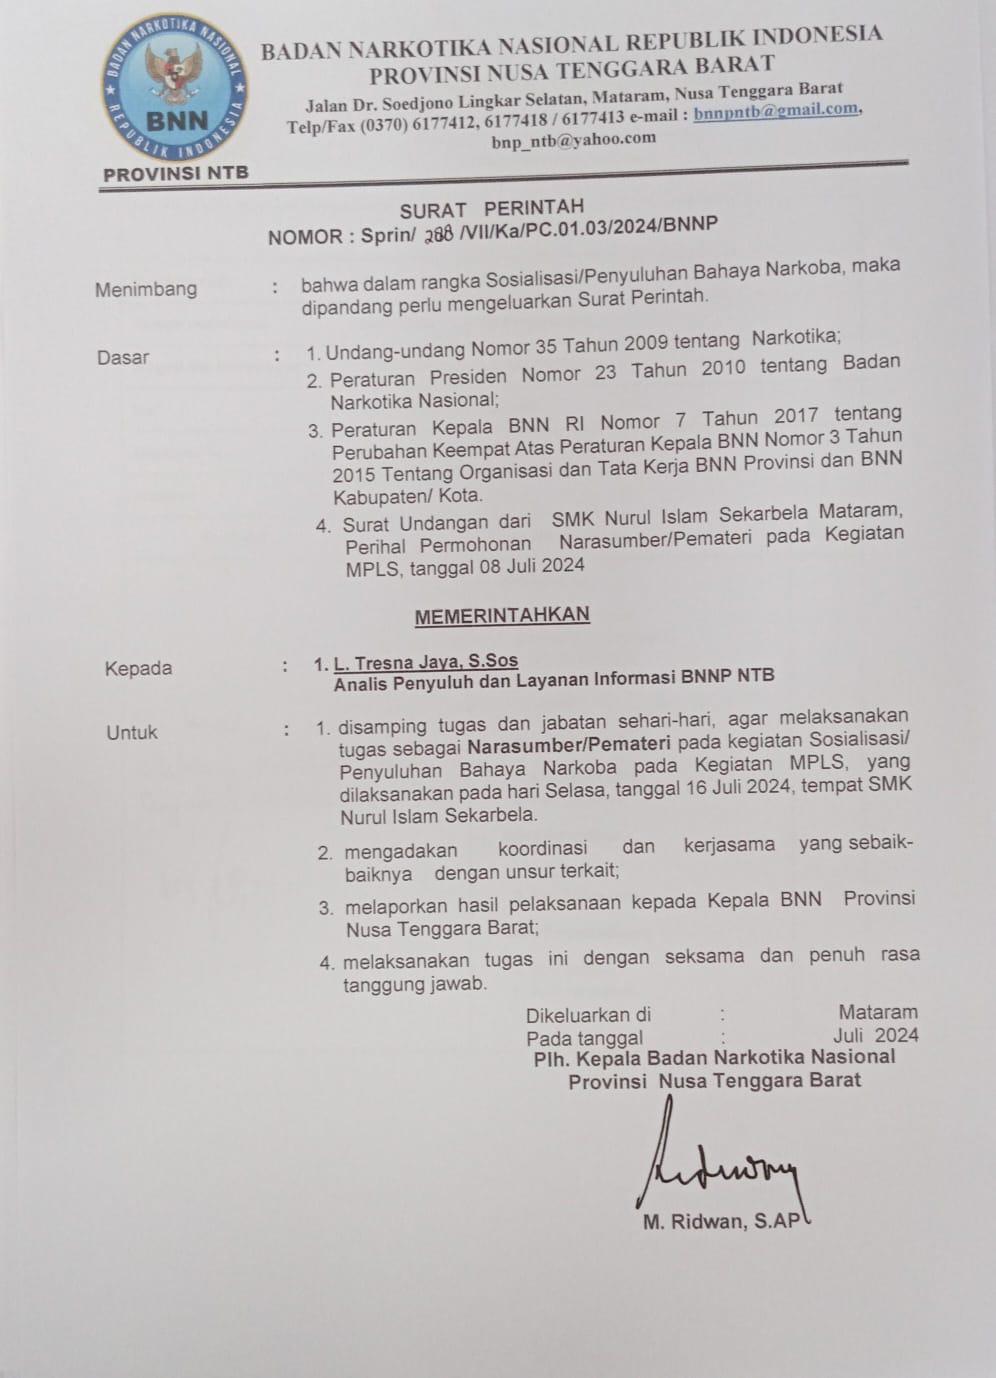 BADAN NARKOTIKA NASIONAL
REPUBLIK INDONESIA
BNN
PROVINSI NTB
BADAN NARKOTIKA NASIONAL REPUBLIK INDONESIA
PROVINSI NUSA TENGGARA BARAT
Jalan Dr. Soedjono Lingkar Selatan, Mataram, Nusa Tenggara Barat
Telp/Fax (0370) 6177412, 6177418 / 6177413 e-mail : bnnpntb@gmail.com,
bnp_ntb@yahoo.com
SURAT PERINTAH
NOMOR : Sprin/ 288 /VII/Ka/PC.01.03/2024/BNNP
Menimbang : bahwa dalam rangka Sosialisasi/Penyuluhan Bahaya Narkoba, maka
dipandang perlu mengeluarkan Surat Perintah.
Dasar : 1. Undang-undang Nomor 35 Tahun 2009 tentang Narkotika;
2. Peraturan Presiden Nomor 23 Tahun 2010 tentang Badan
Narkotika Nasional;
3. Peraturan Kepala BNN RI Nomor 7 Tahun 2017 tentang
Perubahan Keempat Atas Peraturan Kepala BNN Nomor 3 Tahun
2015 Tentang Organisasi dan Tata Kerja BNN Provinsi dan BNN
Kabupaten/ Kota.
4. Surat Undangan dari SMK Nurul Islam Sekarbela Mataram,
Perihal Permohonan Narasumber/Pemateri pada Kegiatan
MPLS, tanggal 08 Juli 2024
MEMERINTAHKAN
Kepada : 1. L. Tresna Jaya, S.Sos
Analis Penyuluh dan Layanan Informasi BNNP NTB
Untuk : 1. disamping tugas dan jabatan sehari-hari, agar melaksanakan
tugas sebagai Narasumber/Pemateri pada kegiatan Sosialisasi/
Penyuluhan Bahaya Narkoba pada Kegiatan MPLS, yang
dilaksanakan pada hari Selasa, tanggal 16 Juli 2024, tempat SMK
Nurul Islam Sekarbela.
2. mengadakan koordinasi dan kerjasama yang sebaik-
baiknya dengan unsur terkait;
3. melaporkan hasil pelaksanaan kepada Kepala BNN Provinsi
Nusa Tenggara Barat;
4. melaksanakan tugas ini dengan seksama dan penuh rasa
tanggung jawab.
Dikeluarkan di : Mataram
Pada tanggal : Juli 2024
Plh. Kepala Badan Narkotika Nasional
Provinsi Nusa Tenggara Barat
M. Ridwan, S.AP